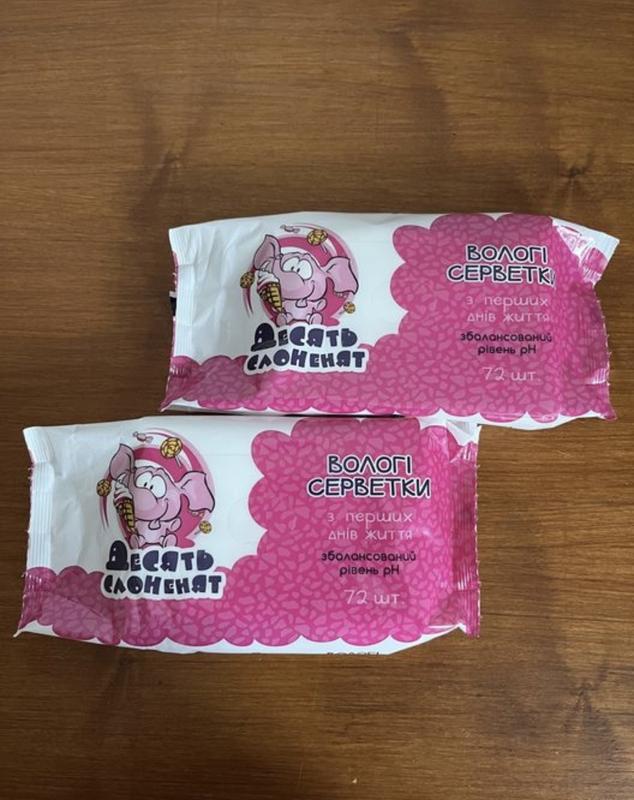 ВОЛОГІ
СЕРВЕТКИ
з перших
днів життя
збалансований
рівень pH
72 шт.
ДЕСЯТЬ
СЛОНЕНЯТ
ВОЛОГІ
СЕРВЕТКИ
з перших
днів життя
збалансований
рівень pH
72 шт.
ДЕСЯТЬ
СЛОНЕНЯТ